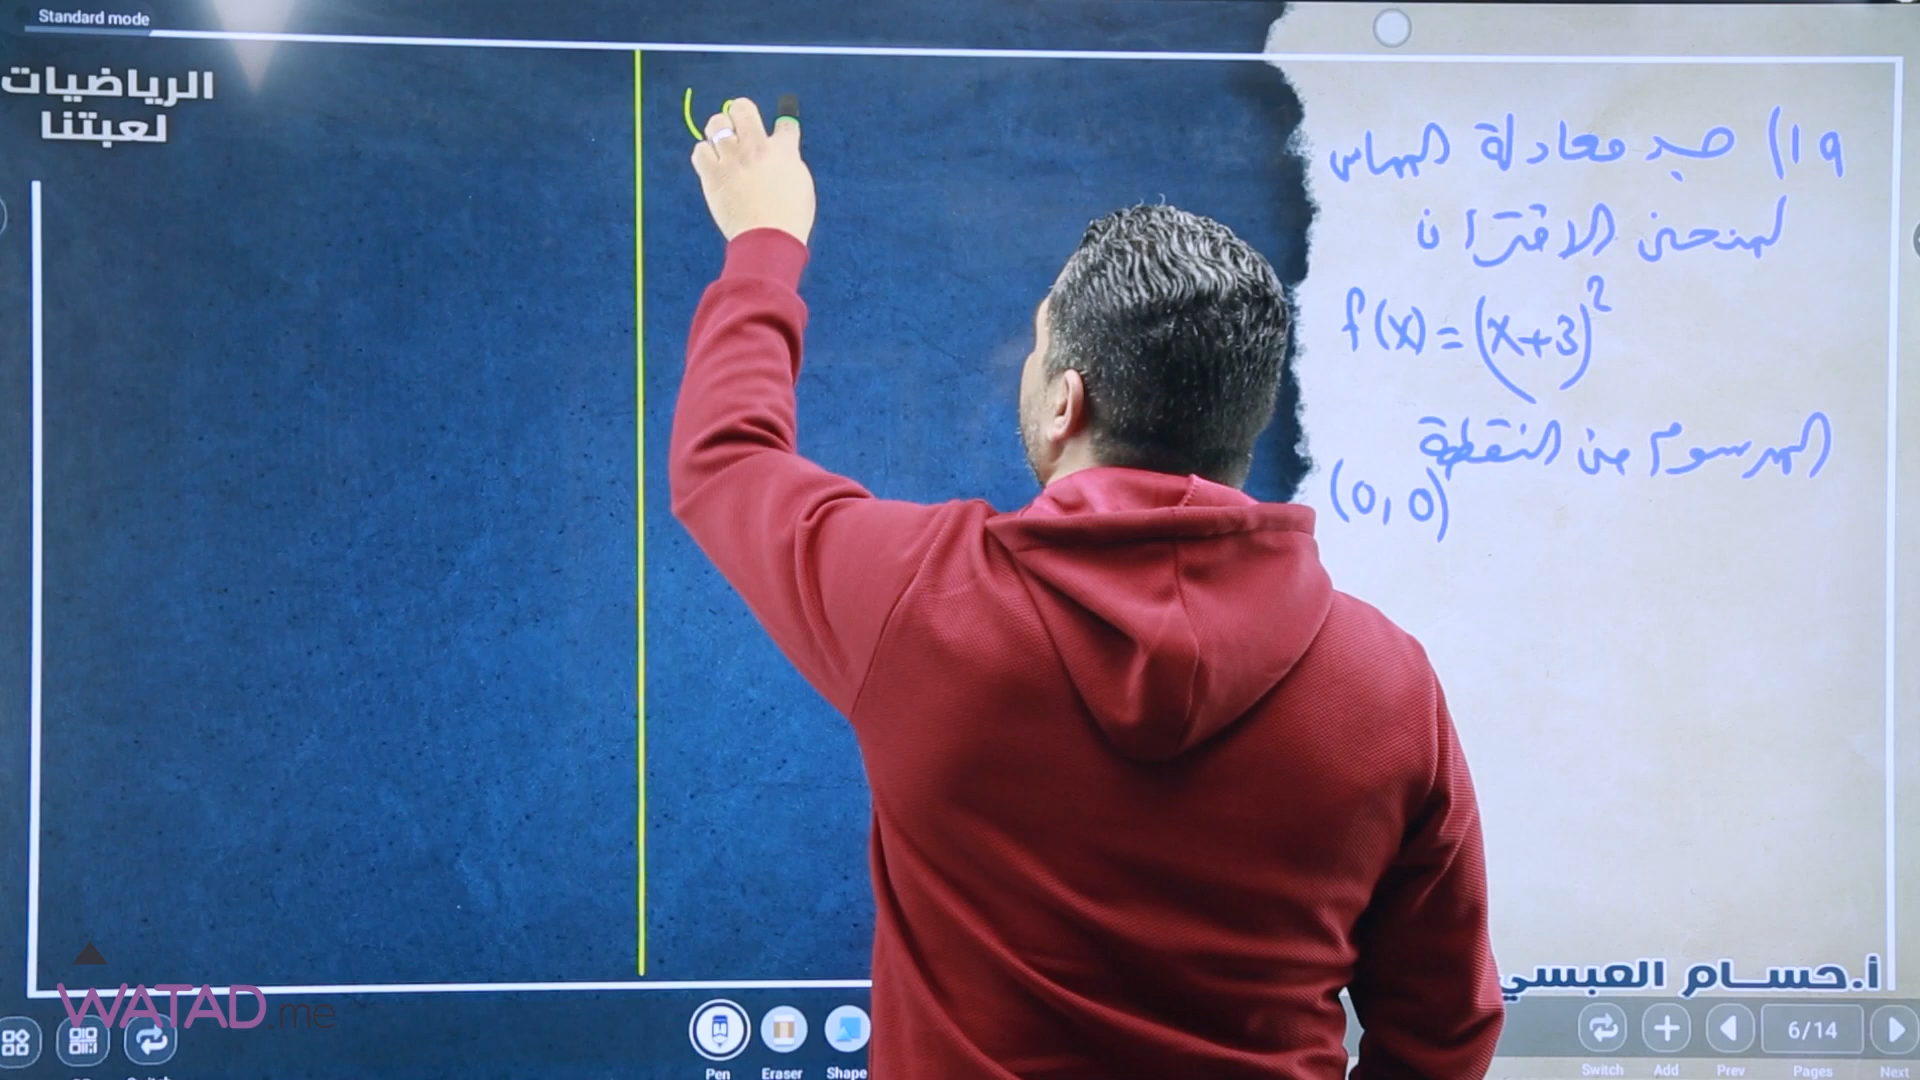 Standard mode
الرياضيات
لعبتنا
19) جد معادلة المماس
لمنحنى الاقتران
f(x) = (x+3)²
المرسوم من النقطة
(0, 0)
أ.حسام العبسي
WATAD.me
Pen Eraser Shape
Switch Add Prev Pages Next
6/14